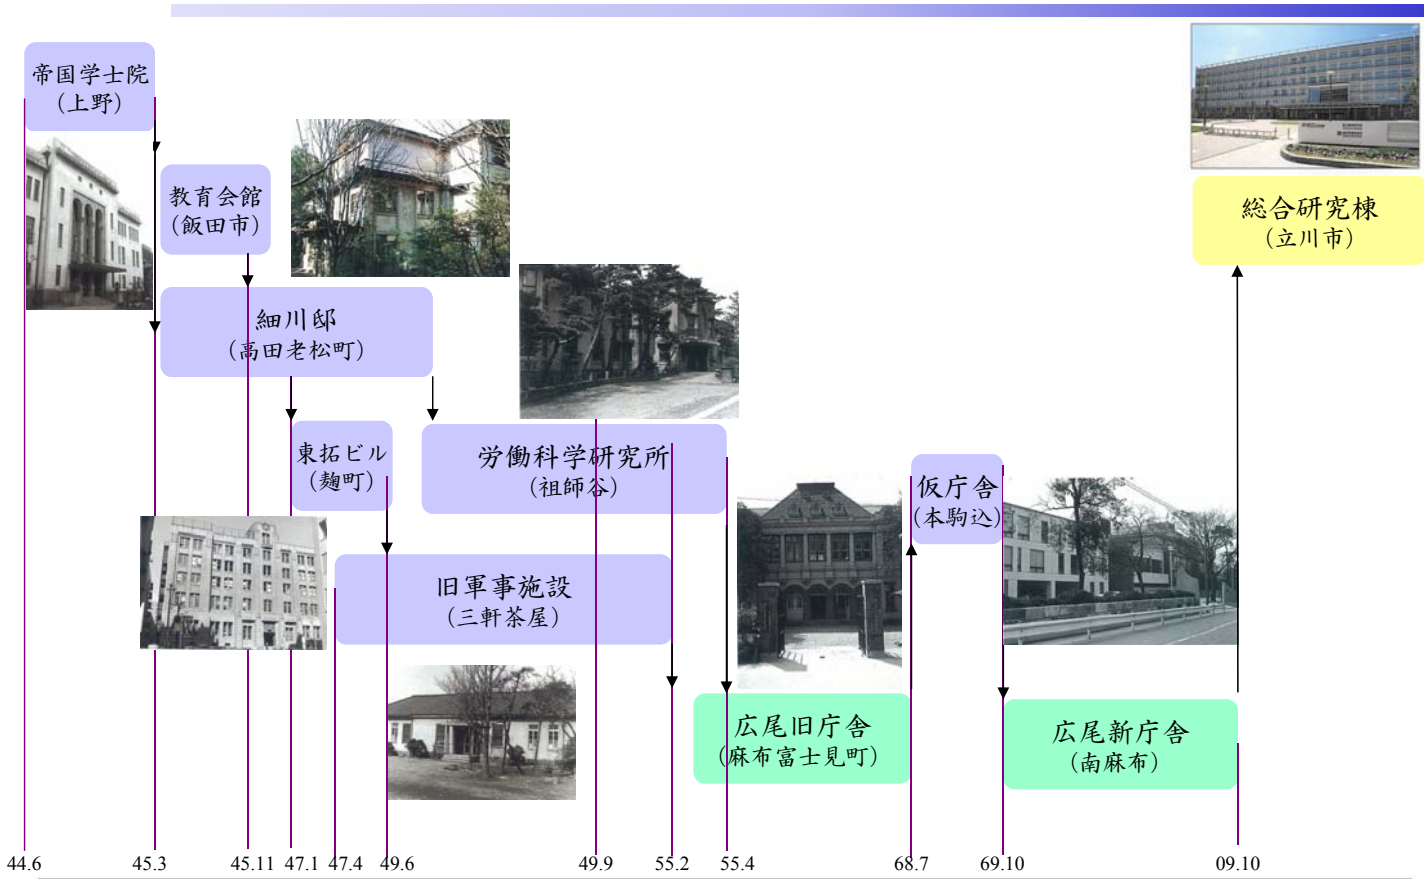 帝国学士院
(上野)
教育会館
(飯田市)
細川邸
(高田老松町)
東拓ビル
(麹町)
労働科学研究所
(祖師谷)
旧軍事施設
(三軒茶屋)
広尾旧庁舎
(麻布富士見町)
仮庁舎
(本駒込)
広尾新庁舎
(南麻布)
総合研究棟
(立川市)
44.6 45.3 45.11 47.1 47.4 49.6 49.9 55.2 55.4 68.7 69.10 09.10